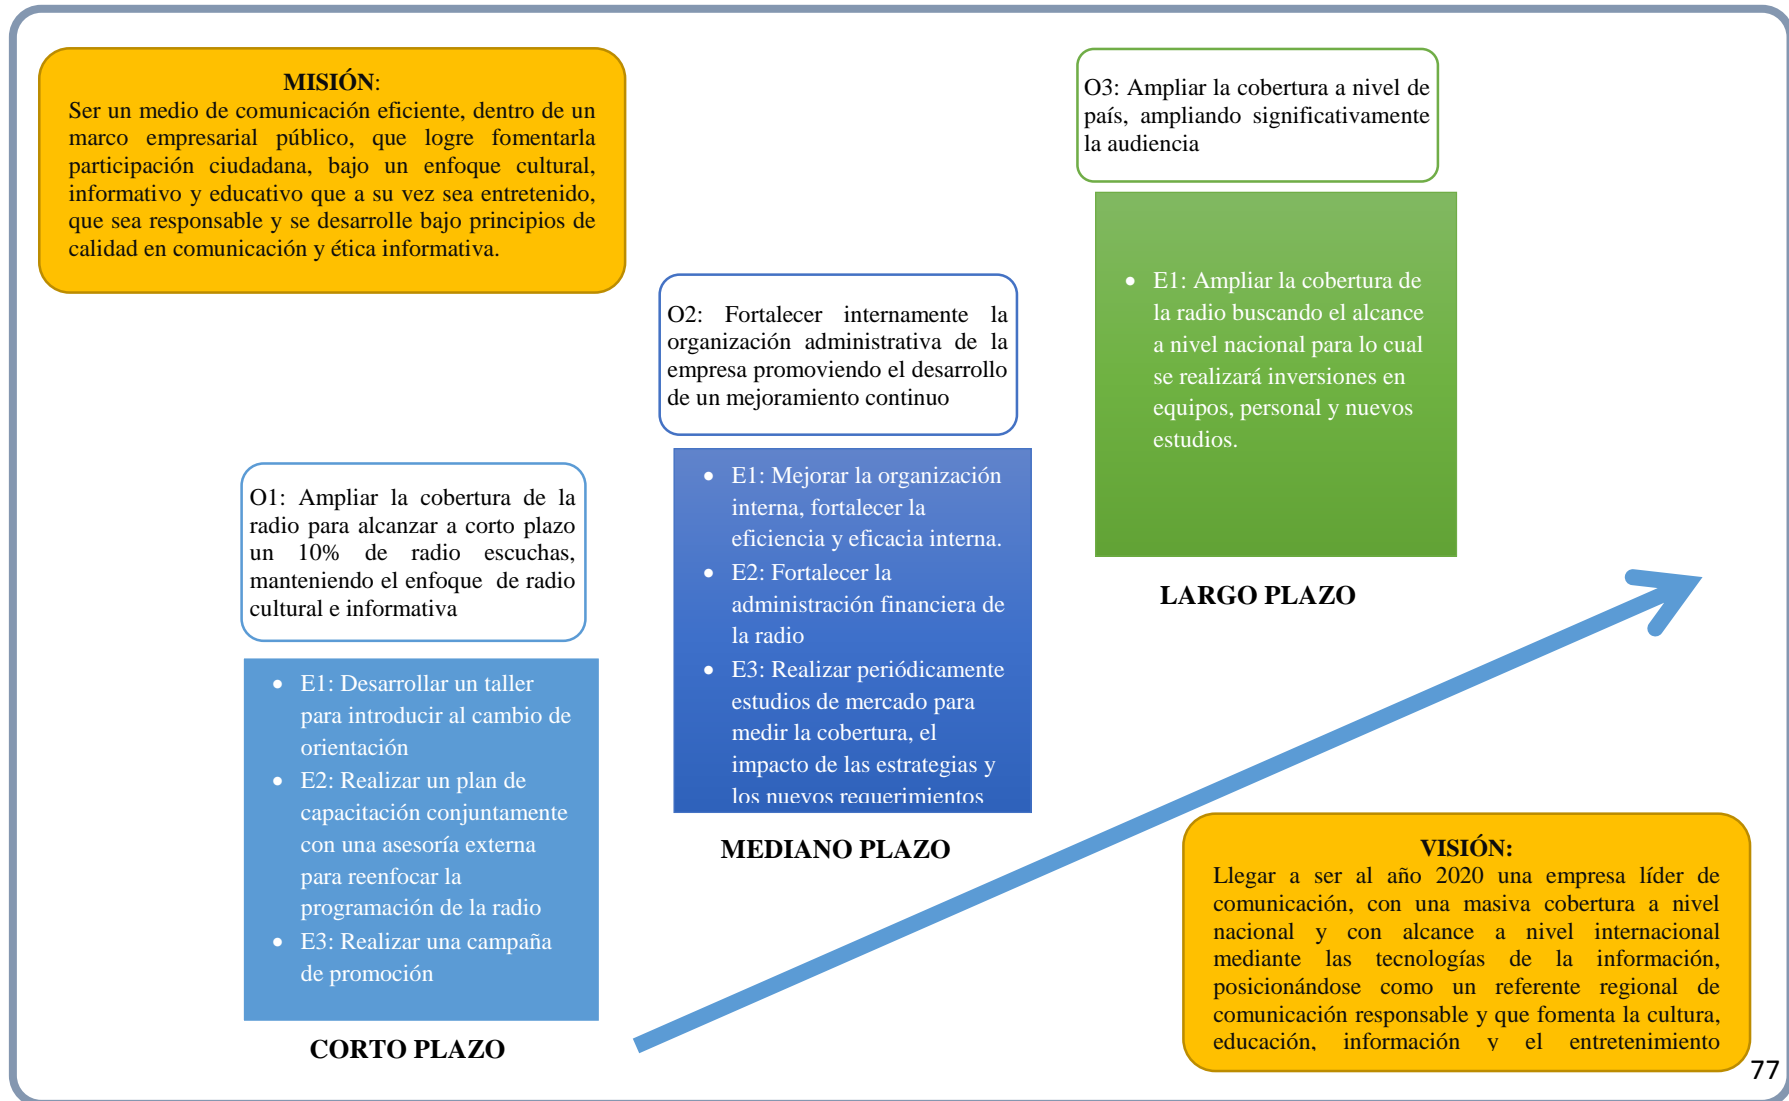 MISIÓN:
Ser un medio de comunicación eficiente, dentro de un
marco empresarial público, que logre fomentarla
participación ciudadana, bajo un enfoque cultural,
informativo y educativo que a su vez sea entretenido,
que sea responsable y se desarrolle bajo principios de
calidad en comunicación y ética informativa.
O3: Ampliar la cobertura a nivel de
país, ampliando significativamente
la audiencia
E1: Ampliar la cobertura de
la radio buscando el alcance
a nivel nacional para lo cual
se realizará inversiones en
equipos, personal y nuevos
estudios.
LARGO PLAZO
O2: Fortalecer internamente la
organización administrativa de la
empresa promoviendo el desarrollo
de un mejoramiento continuo
• E1: Mejorar la organización
interna, fortalecer la
eficiencia y eficacia interna.
• E2: Fortalecer la
administración financiera de
la radio
• E3: Realizar periódicamente
estudios de mercado para
medir la cobertura, el
impacto de las estrategias y
los nuevos requerimientos
MEDIANO PLAZO
O1: Ampliar la cobertura de la
radio para alcanzar a corto plazo
un 10% de radio escuchas,
manteniendo el enfoque de radio
cultural e informativa
• E1: Desarrollar un taller
para introducir al cambio de
orientación
• E2: Realizar un plan de
capacitación conjuntamente
con una asesoría externa
para reenfocar la
programación de la radio
• E3: Realizar una campaña
de promoción
CORTO PLAZO
VISIÓN:
Llegar a ser al año 2020 una empresa líder de
comunicación, con una masiva cobertura a nivel
nacional y con alcance a nivel internacional
mediante las tecnologías de la información,
posicionándose como un referente regional de
comunicación responsable y que fomenta la cultura,
educación, información y el entretenimiento
77